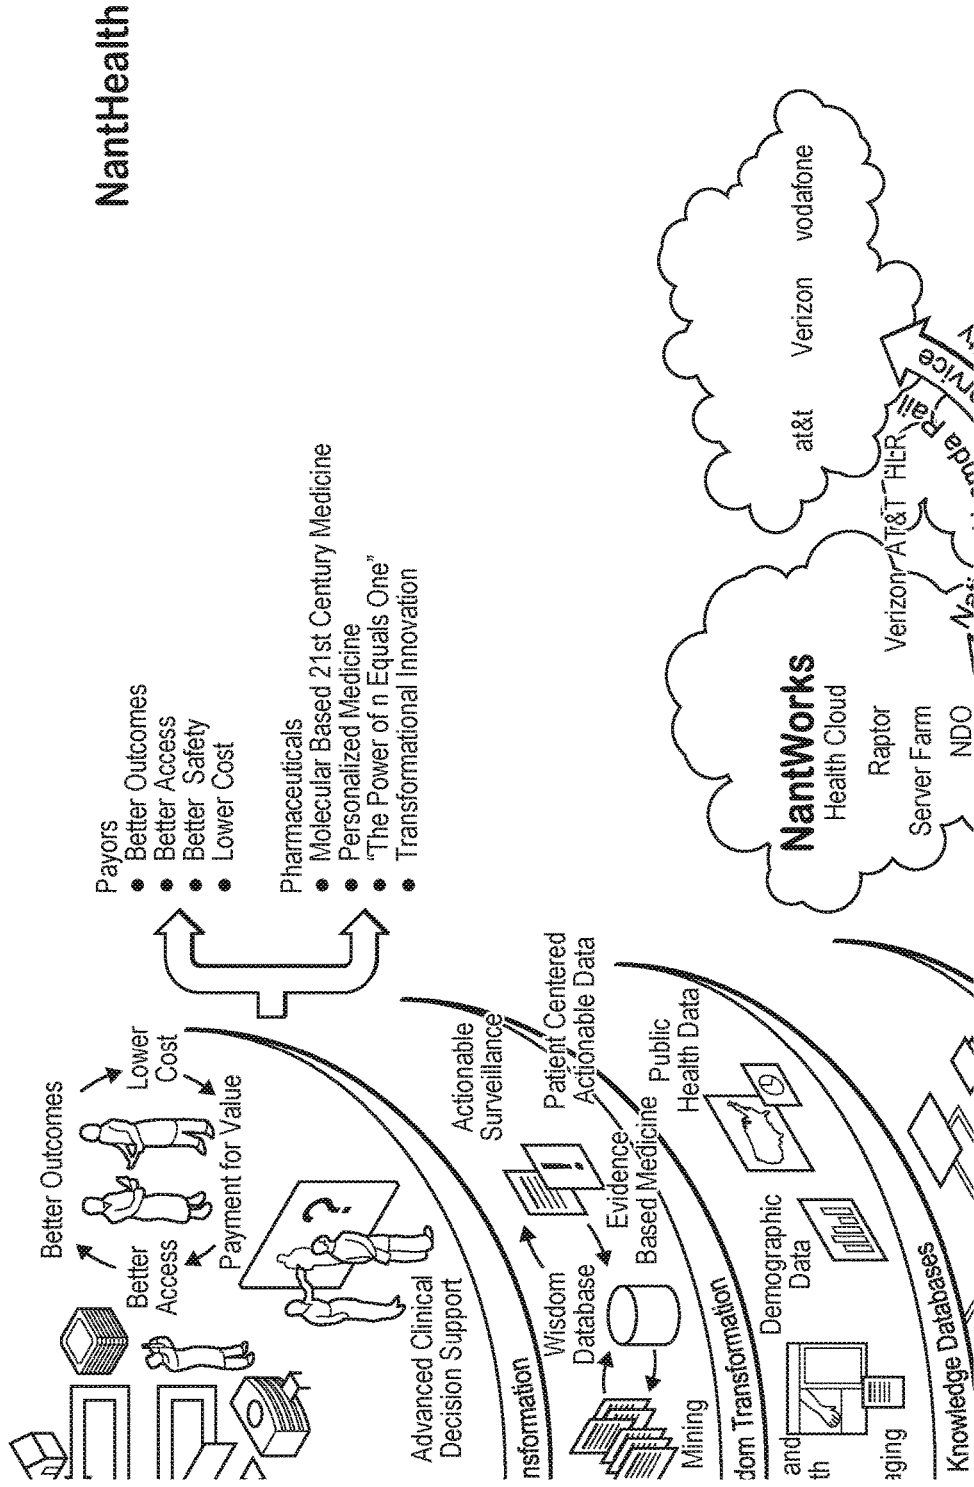 NantHealth
Better Outcomes
Lower
Cost
Better
Access
Payment for Value
Payors
● Better Outcomes
● Better Access
● Better Safety
● Lower Cost
Pharmaceuticals
● Molecular Based 21st Century Medicine
● Personalized Medicine
● "The Power of n Equals One"
● Transformational Innovation
?
Advanced Clinical
Decision Support
nsformation
Actionable
Surveillance
!
Wisdom
Database
Patient Centered
Actionable Data
Evidence
Based Medicine
Mining
dom Transformation
Public
Health Data
Demographic
Data
and
th
aging
Knowledge Databases
at&t Verizon vodafone
NantWorks
Health Cloud
Raptor
Server Farm
NDO
Verizon AT&T HLR
mbda Rail
ervice